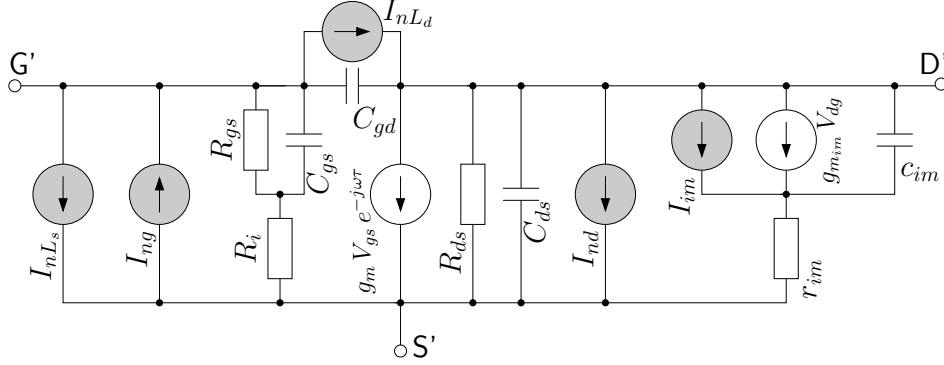 I_{nL_d}
G'
D'
C_{gd}
R_{gs}
C_{gs}
g_{m_{im}} V_{dg}
c_{im}
I_{nL_s}
I_{ng}
R_i
g_m V_{gs} e^{-jωτ}
R_{ds}
C_{ds}
I_{nd}
I_{im}
r_{im}
S'